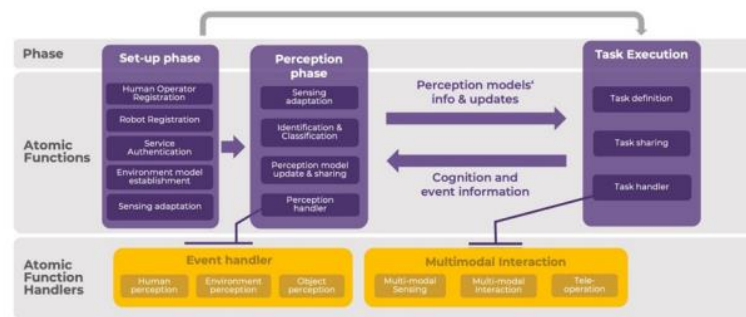 Phase
Set-up phase
Perception
phase
Task Execution
Atomic
Functions
Human Operator
Registration
Robot Registration
Service
Authentication
Environment model
establishment
Sensing adaptation
Sensing
adaptation
Identification &
Classification
Perception model
update & sharing
Perception
handler
Perception models'
info & updates
Cognition and
event information
Task definition
Task sharing
Task handler
Atomic
Function
Handlers
Event handler
Human
perception
Environment
perception
Object
perception
Multimodal Interaction
Multi-modal
Sensing
Multi-modal
Interaction
Tele-
operation